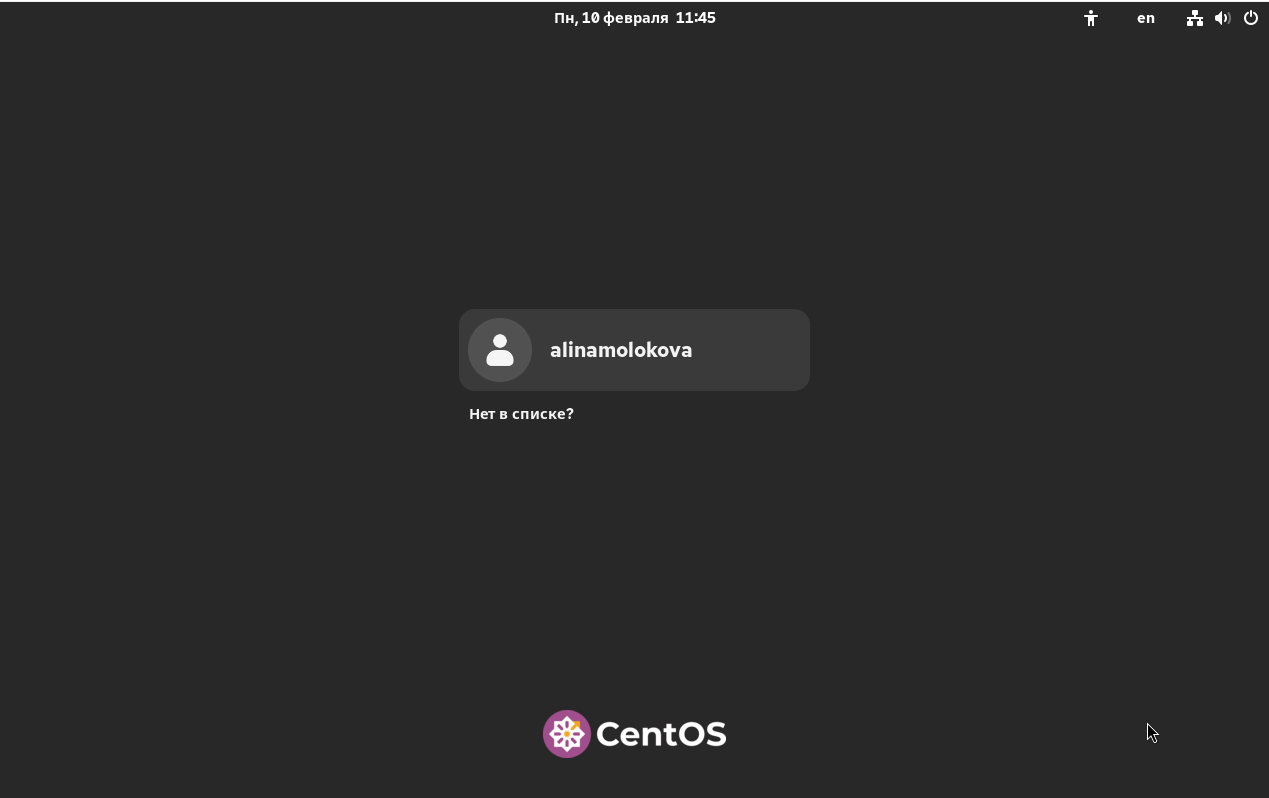 Пн, 10 февраля 11:45
en
alinamolokova
Нет в списке?
CentOS